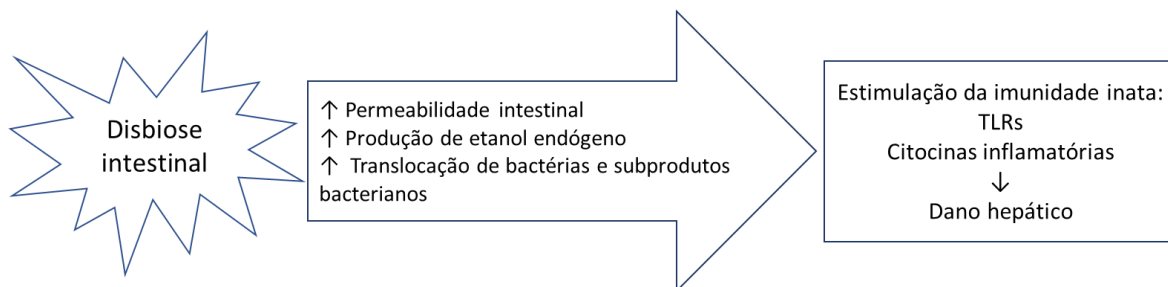 Disbiose
intestinal
↑ Permeabilidade intestinal
↑ Produção de etanol endógeno
↑ Translocação de bactérias e subprodutos
bacterianos
Estimulação da imunidade inata:
TLRs
Citocinas inflamatórias
↓
Dano hepático